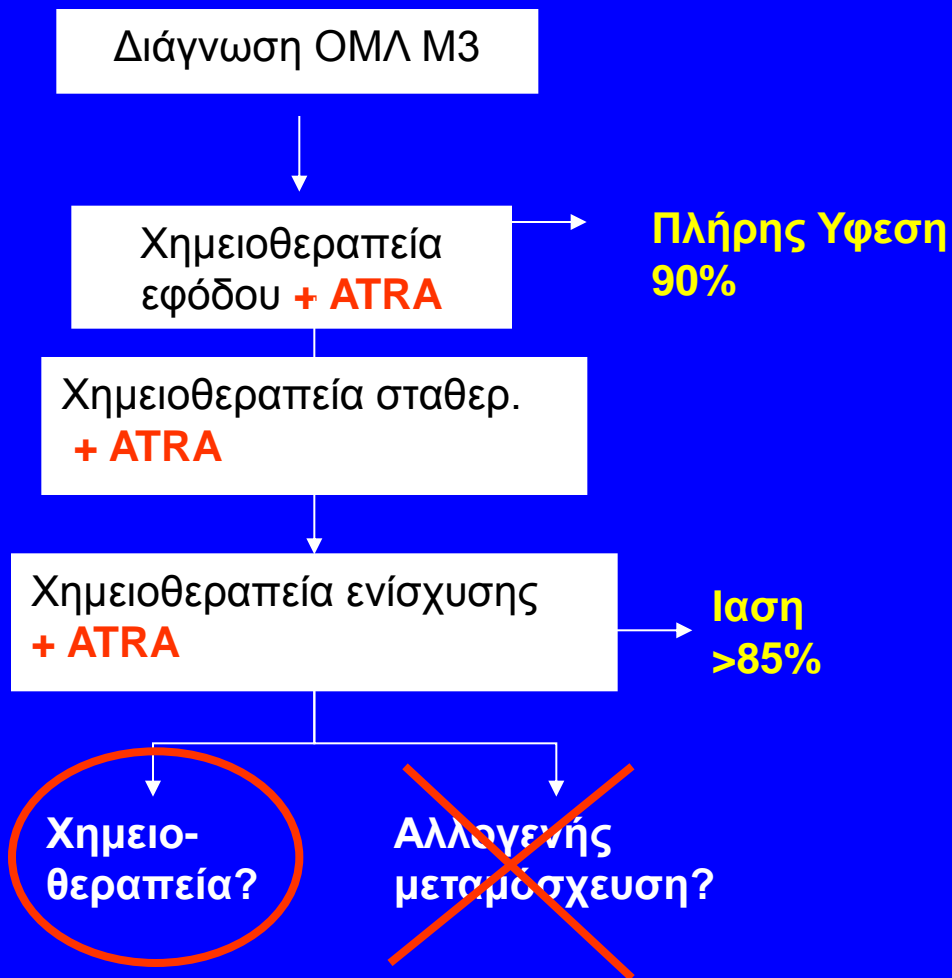 Διάγνωση ΟΜΛ Μ3
Χημειοθεραπεία
εφόδου + ATRA
Πλήρης Υφεση
90%
Χημειοθεραπεία σταθερ.
+ ATRA
Χημειοθεραπεία ενίσχυσης
+ ATRA
Ιαση
>85%
Χημειο-
θεραπεία?
Αλλογενής
μεταμόσχευση?